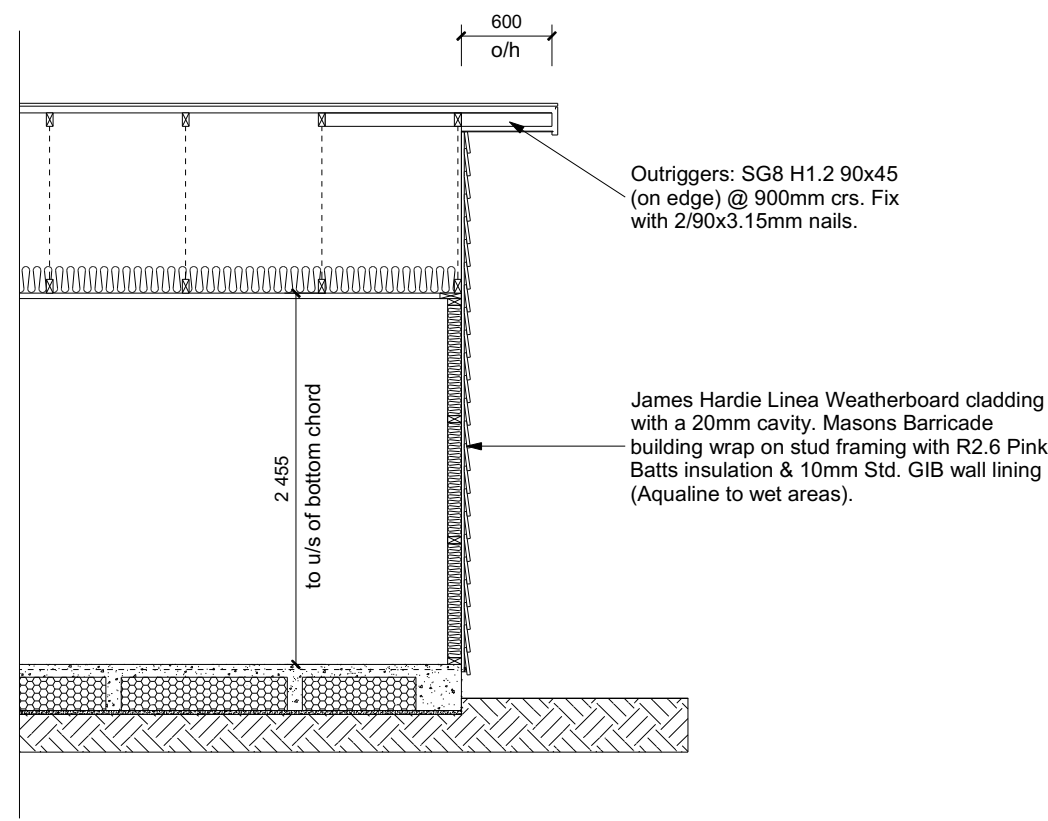 600
o/h
Outriggers: SG8 H1.2 90x45
(on edge) @ 900mm crs. Fix
with 2/90x3.15mm nails.
James Hardie Linea Weatherboard cladding
with a 20mm cavity. Masons Barricade
building wrap on stud framing with R2.6 Pink
Batts insulation & 10mm Std. GIB wall lining
(Aqualine to wet areas).
2 455
to u/s of bottom chord